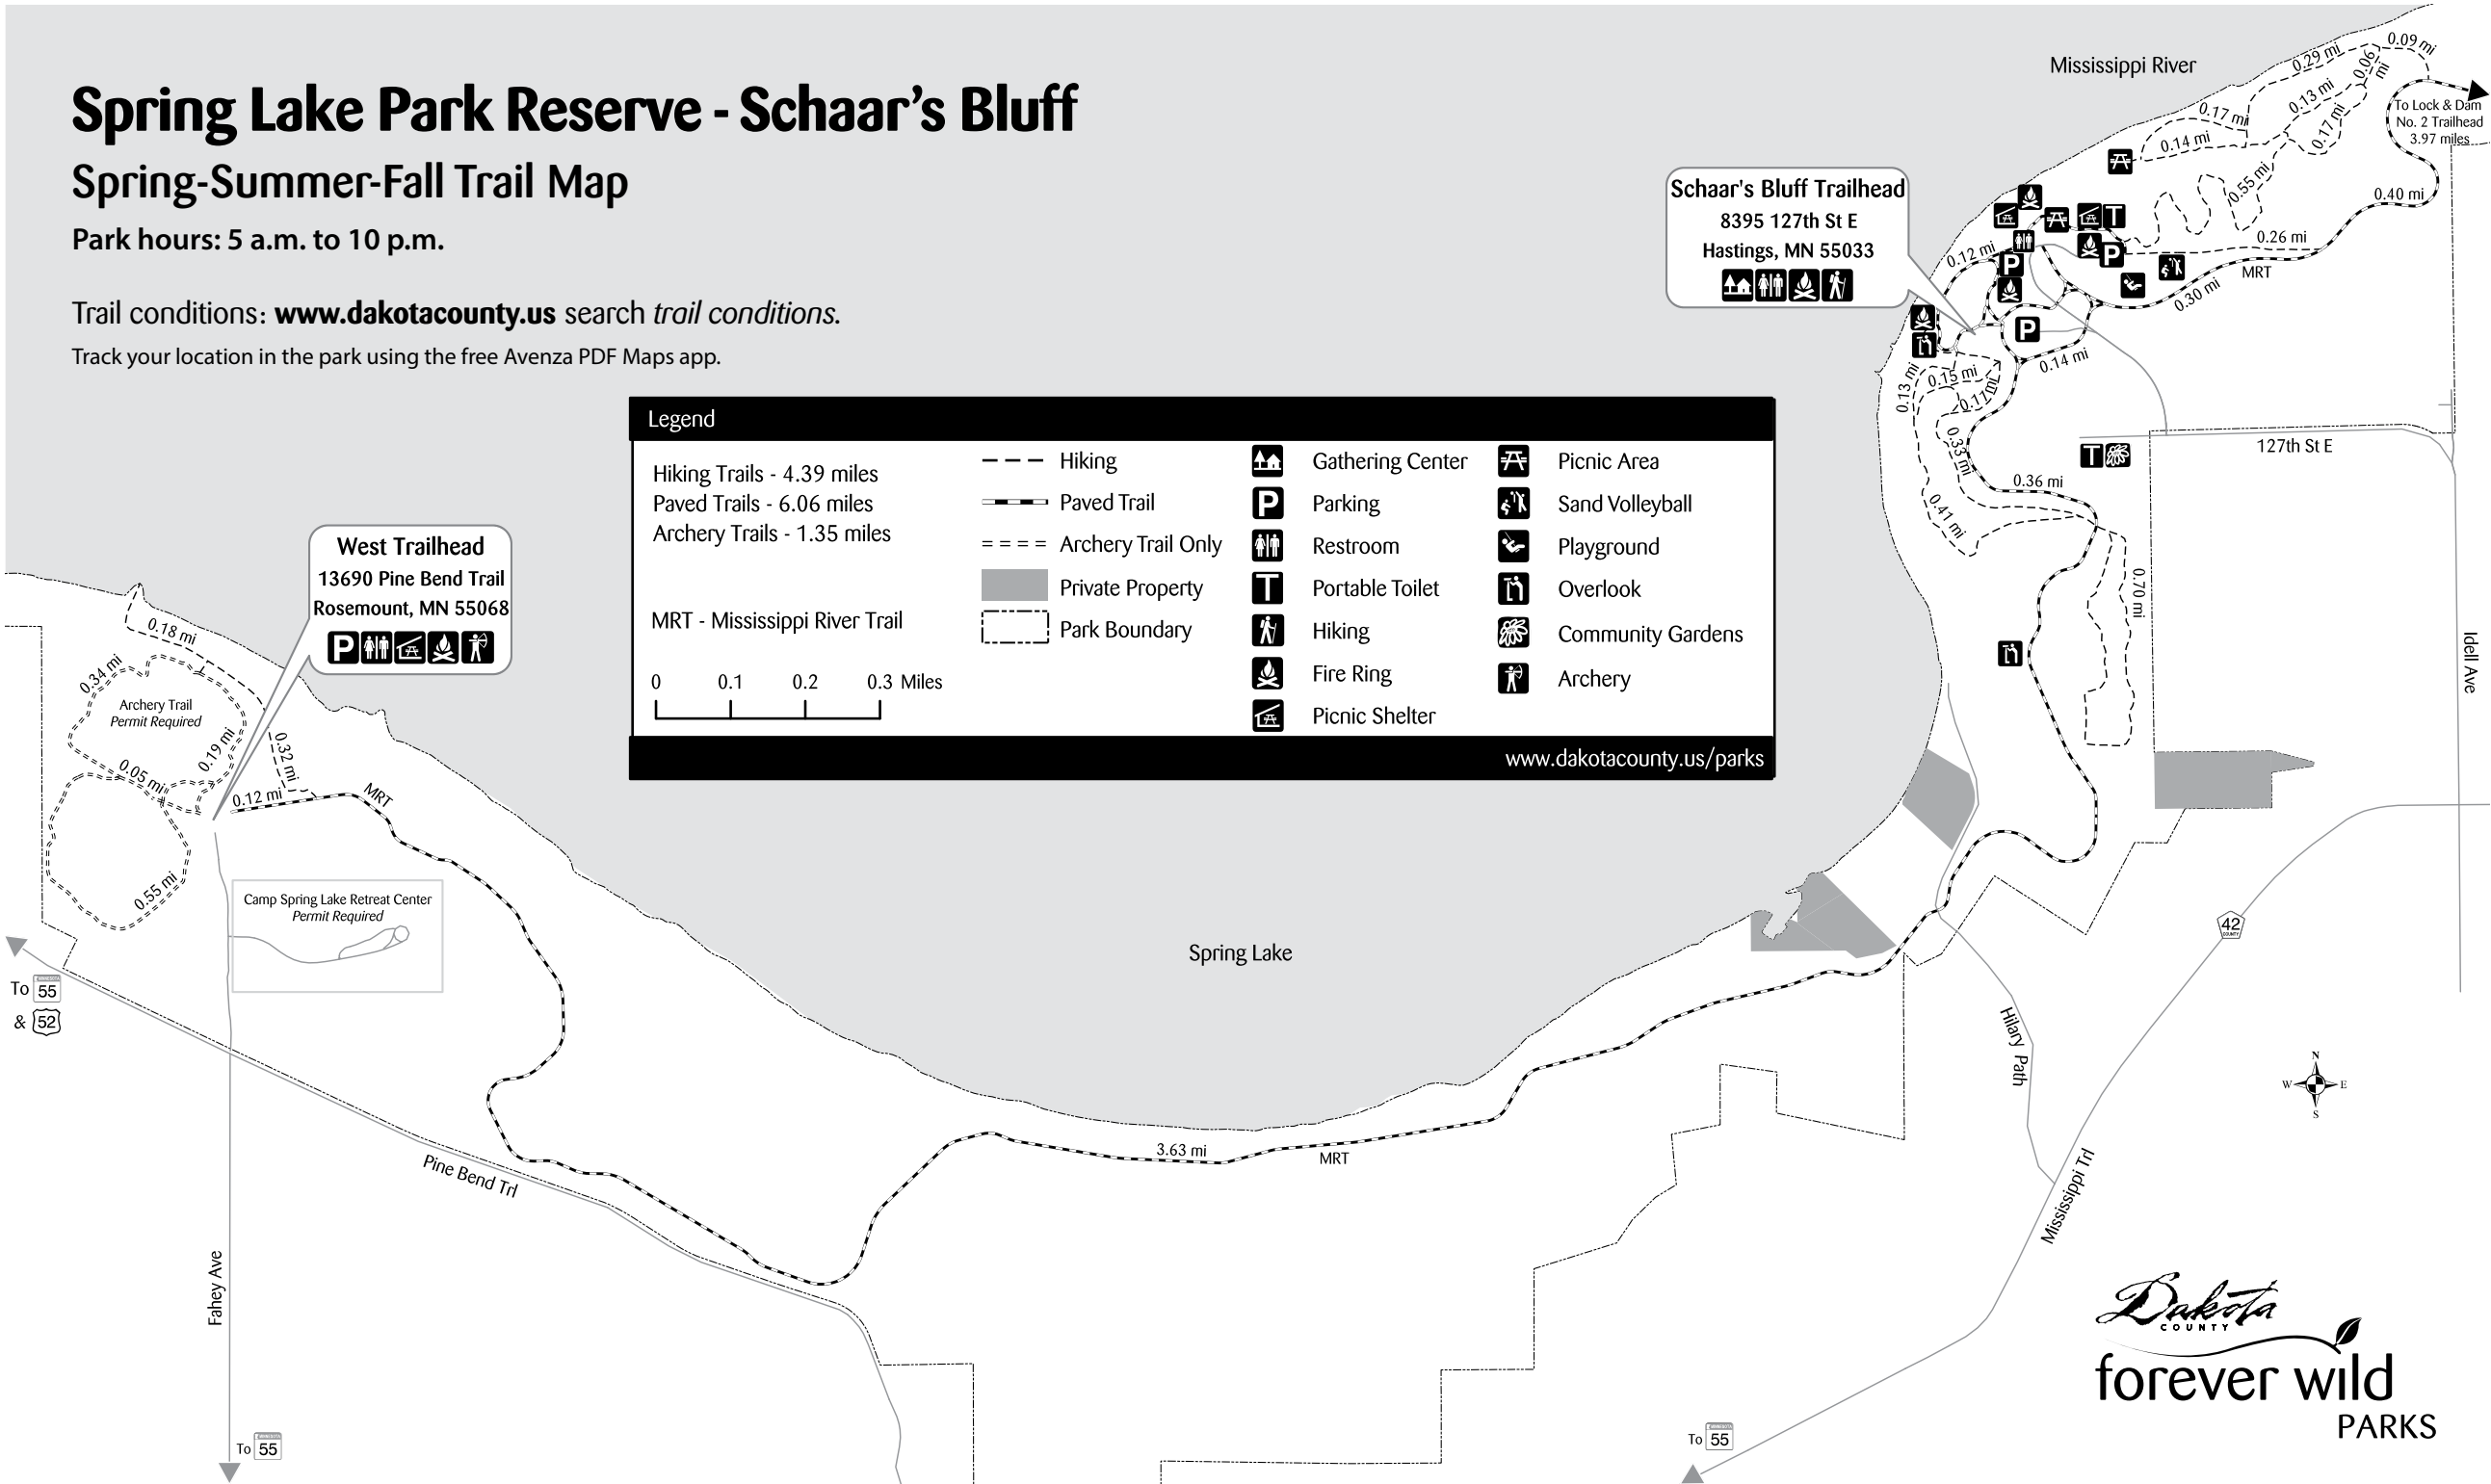 Spring Lake Park Reserve - Schaar's Bluff
Spring-Summer-Fall Trail Map
Park hours: 5 a.m. to 10 p.m.
Trail conditions: www.dakotacounty.us search trail conditions.
Track your location in the park using the free Avenza PDF Maps app.
Mississippi River
0.29 mi
0.09 mi
0.06 mi
0.13 mi
0.17 mi
0.17 mi
0.14 mi
To Lock & Dam
No. 2 Trailhead
3.97 miles
0.55 mi
0.40 mi
0.26 mi
MRT
0.30 mi
Schaar's Bluff Trailhead
8395 127th St E
Hastings, MN 55033
0.12 mi
P
P
T
P
0.14 mi
0.13 mi
0.15 mi
0.17 mi
0.33 mi
0.36 mi
0.41 mi
T
127th St E
0.70 mi
Idell Ave
Legend
Hiking Trails - 4.39 miles
Paved Trails - 6.06 miles
Archery Trails - 1.35 miles
MRT - Mississippi River Trail
0 0.1 0.2 0.3 Miles
Hiking
Paved Trail
Archery Trail Only
Private Property
Park Boundary
Gathering Center
P Parking
Restroom
T Portable Toilet
Hiking
Fire Ring
Picnic Shelter
Picnic Area
Sand Volleyball
Playground
Overlook
Community Gardens
Archery
www.dakotacounty.us/parks
West Trailhead
13690 Pine Bend Trail
Rosemount, MN 55068
P
0.18 mi
0.34 mi
Archery Trail
Permit Required
0.19 mi
0.32 mi
0.05 mi
0.12 mi
MRT
0.55 mi
Camp Spring Lake Retreat Center
Permit Required
To 55
& 52
Spring Lake
42
COUNTY
Hilary Path
N
W E
S
3.63 mi
MRT
Pine Bend Trl
Mississippi Trl
Fahey Ave
To 55
To 55
Dakota
COUNTY
forever wild
PARKS